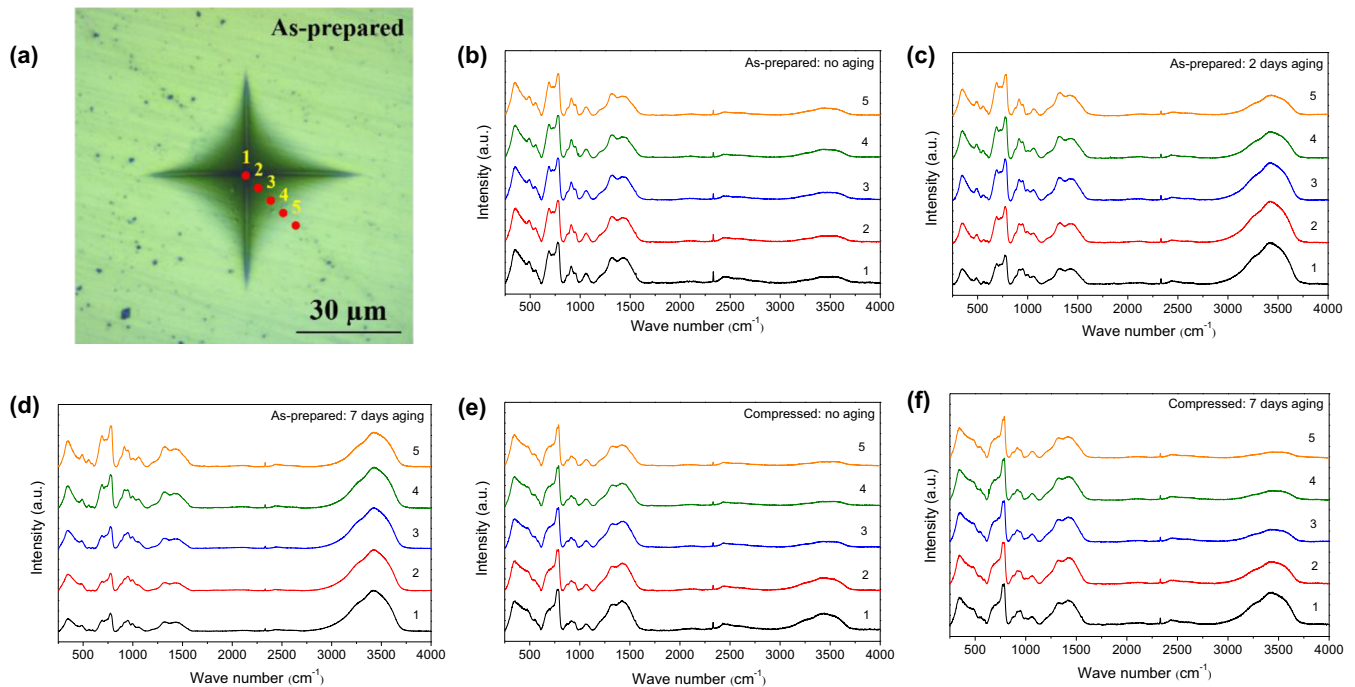 (a)
As-prepared
1
2
3
4
5
30 μm
(b)
As-prepared: no aging
5
4
3
2
1
Intensity (a.u.)
500 1000 1500 2000 2500 3000 3500 4000
Wave number (cm⁻¹)
(c)
As-prepared: 2 days aging
5
4
3
2
1
Intensity (a.u.)
500 1000 1500 2000 2500 3000 3500 4000
Wave number (cm⁻¹)
(d)
As-prepared: 7 days aging
5
4
3
2
1
Intensity (a.u.)
500 1000 1500 2000 2500 3000 3500 4000
Wave number (cm⁻¹)
(e)
Compressed: no aging
5
4
3
2
1
Intensity (a.u.)
500 1000 1500 2000 2500 3000 3500 4000
Wave number (cm⁻¹)
(f)
Compressed: 7 days aging
5
4
3
2
1
Intensity (a.u.)
500 1000 1500 2000 2500 3000 3500 4000
Wave number (cm⁻¹)